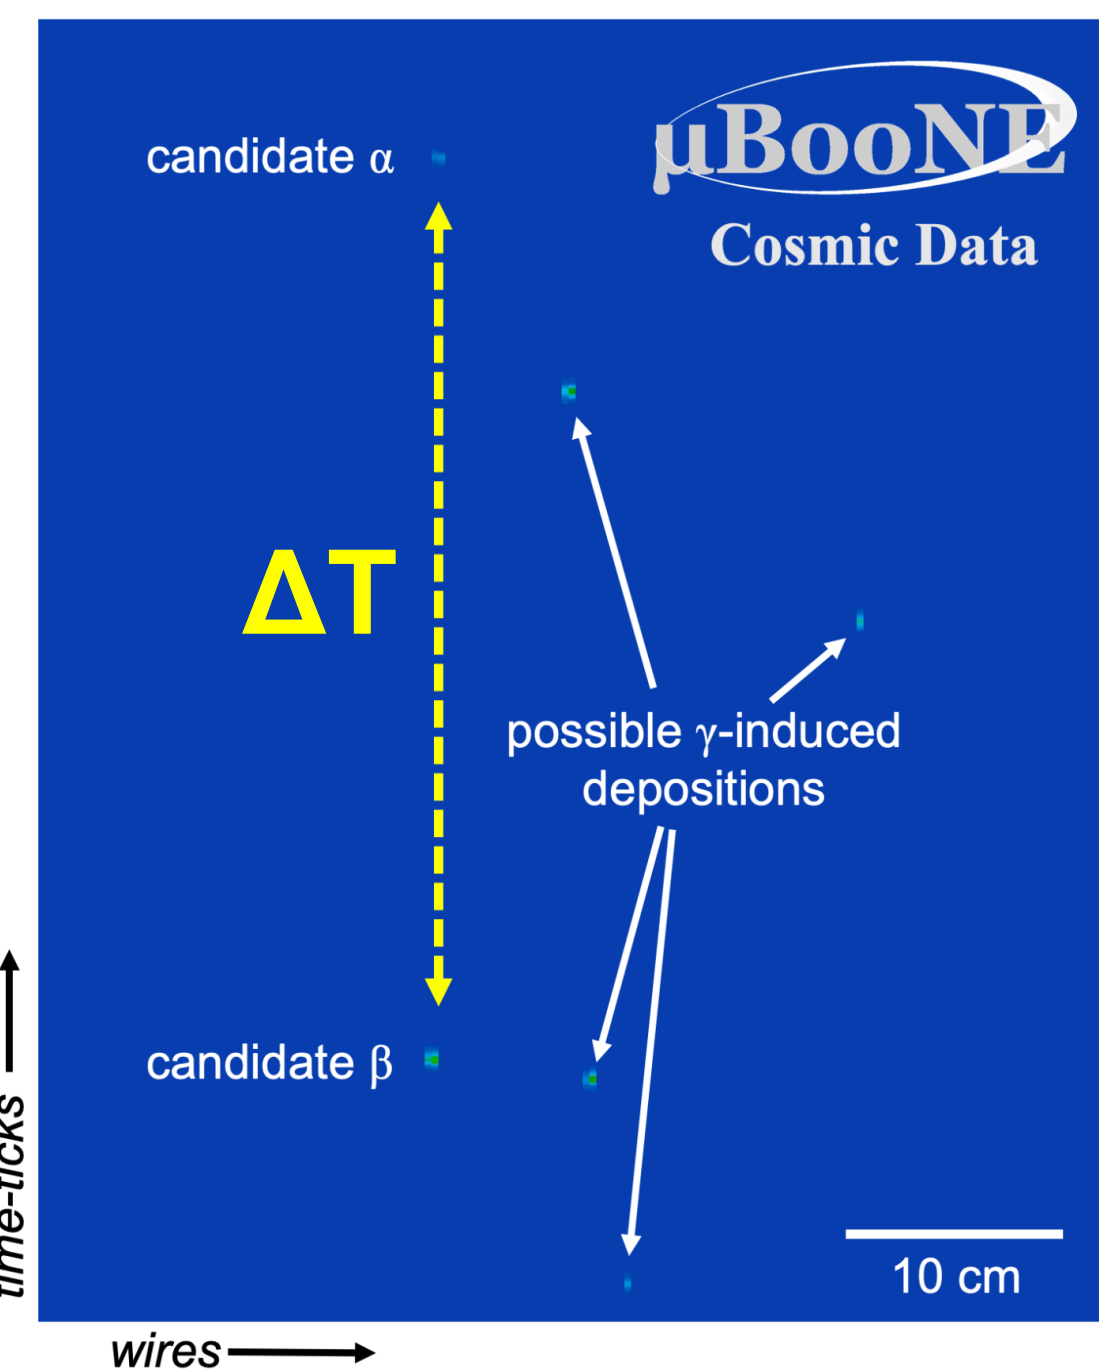 µBooNE
Cosmic Data
candidate α
ΔT
possible γ-induced
depositions
candidate β
10 cm
time-ticks
wires